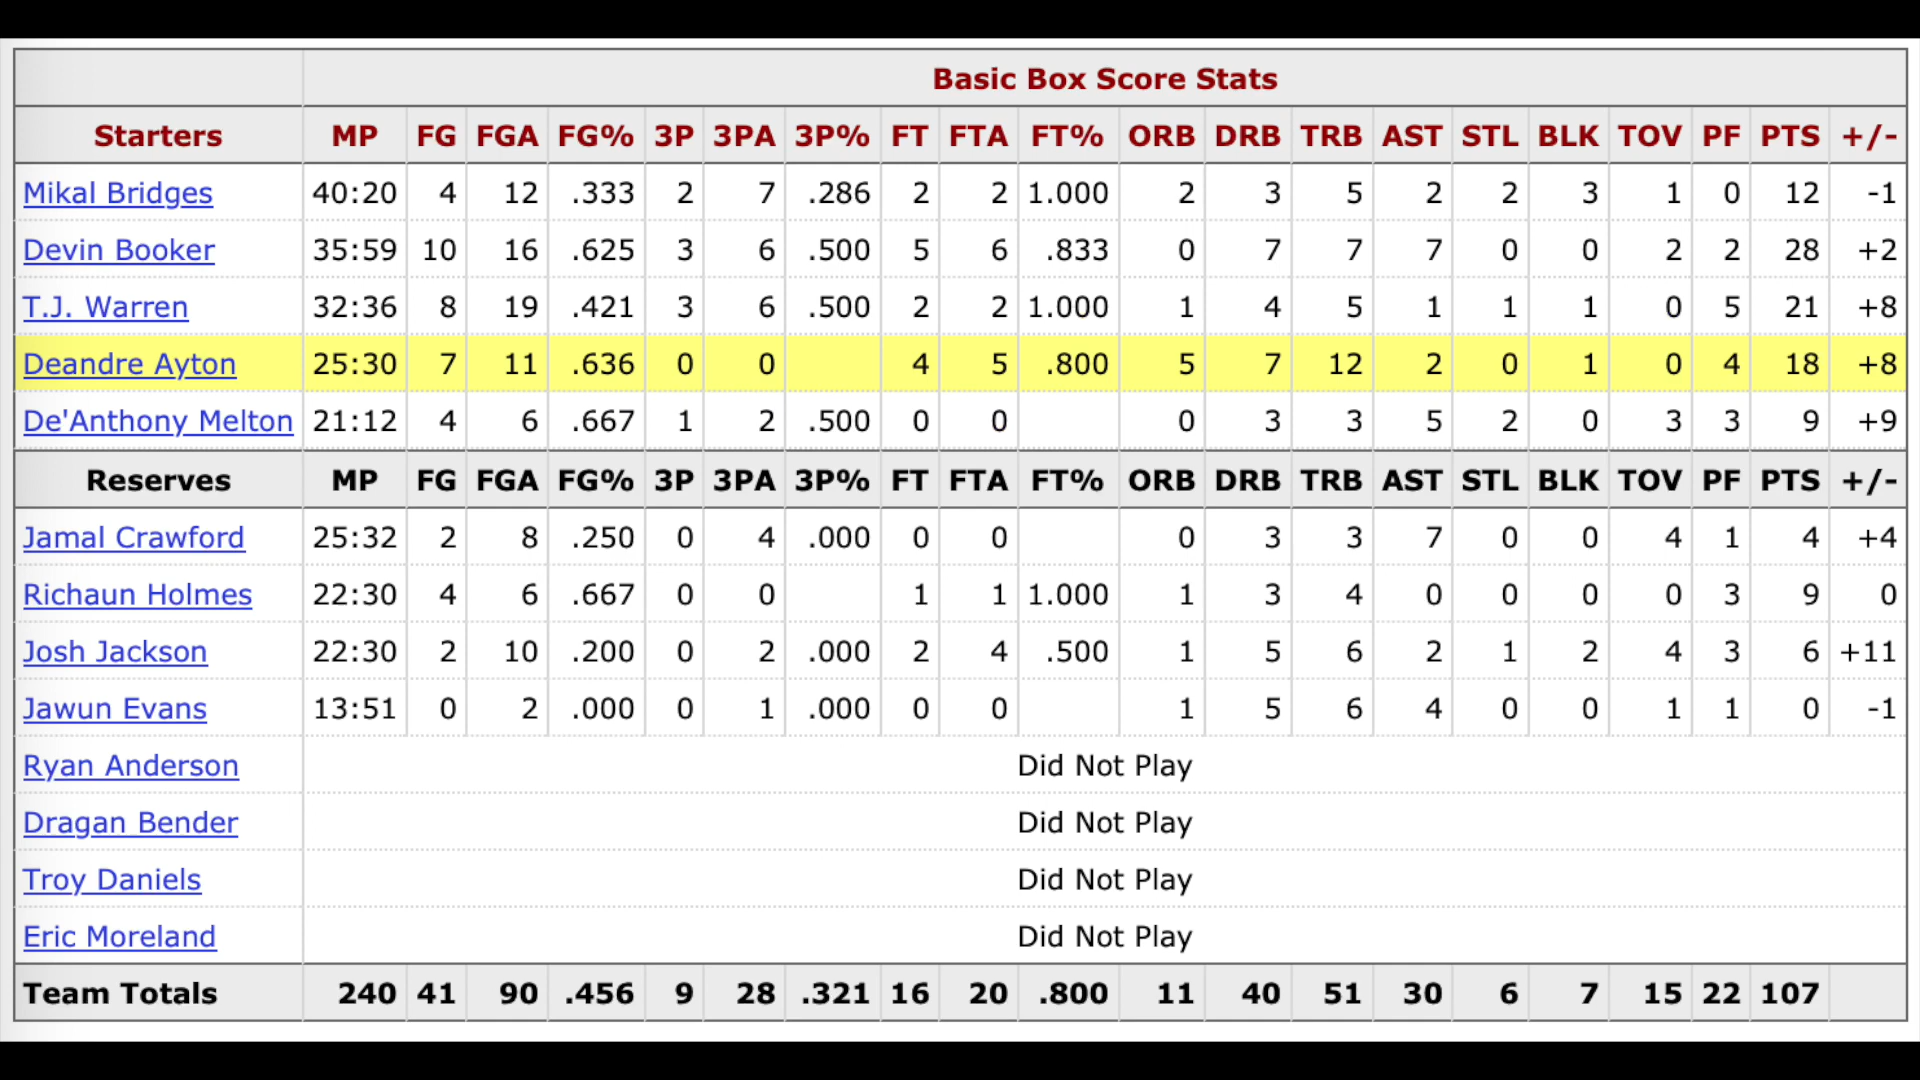 Basic Box Score Stats
Starters MP FG FGA FG% 3P 3PA 3P% FT FTA FT% ORB DRB TRB AST STL BLK TOV PF PTS +/-
Mikal Bridges 40:20 4 12 .333 2 7 .286 2 2 1.000 2 3 5 2 2 3 1 0 12 -1
Devin Booker 35:59 10 16 .625 3 6 .500 5 6 .833 0 7 7 7 0 0 2 2 28 +2
T.J. Warren 32:36 8 19 .421 3 6 .500 2 2 1.000 1 4 5 1 1 1 0 5 21 +8
Deandre Ayton 25:30 7 11 .636 0 0 4 5 .800 5 7 12 2 0 1 0 4 18 +8
De'Anthony Melton 21:12 4 6 .667 1 2 .500 0 0 0 3 3 5 2 0 3 3 9 +9
Reserves MP FG FGA FG% 3P 3PA 3P% FT FTA FT% ORB DRB TRB AST STL BLK TOV PF PTS +/-
Jamal Crawford 25:32 2 8 .250 0 4 .000 0 0 0 3 3 7 0 0 4 1 4 +4
Richaun Holmes 22:30 4 6 .667 0 0 1 1 1.000 1 3 4 0 0 0 0 3 9 0
Josh Jackson 22:30 2 10 .200 0 2 .000 2 4 .500 1 5 6 2 1 2 4 3 6 +11
Jawun Evans 13:51 0 2 .000 0 1 .000 0 0 1 5 6 4 0 0 1 1 0 -1
Ryan Anderson Did Not Play
Dragan Bender Did Not Play
Troy Daniels Did Not Play
Eric Moreland Did Not Play
Team Totals 240 41 90 .456 9 28 .321 16 20 .800 11 40 51 30 6 7 15 22 107